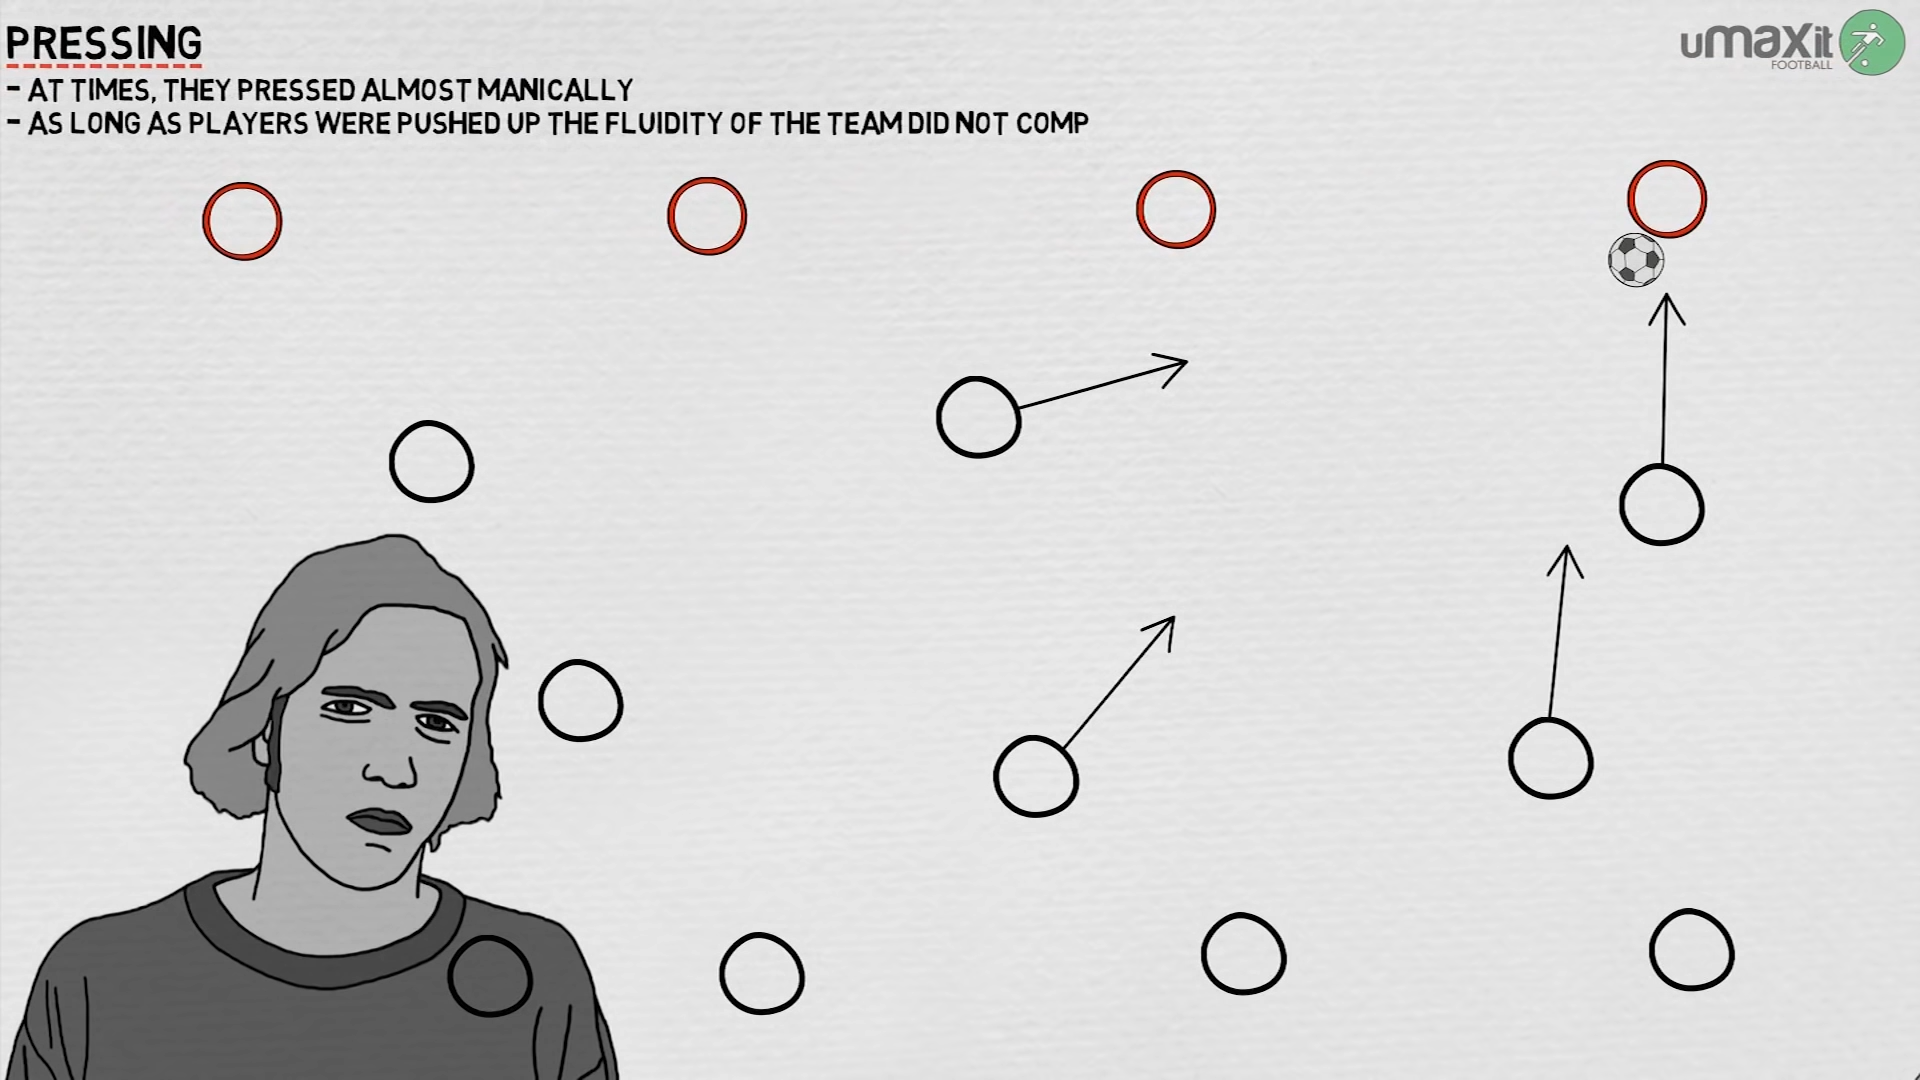 PRESSING
- AT TIMES, THEY PRESSED ALMOST MANICALLY
- AS LONG AS PLAYERS WERE PUSHED UP THE FLUIDITY OF THE TEAM DID NOT COMP
uMAXit
FOOTBALL